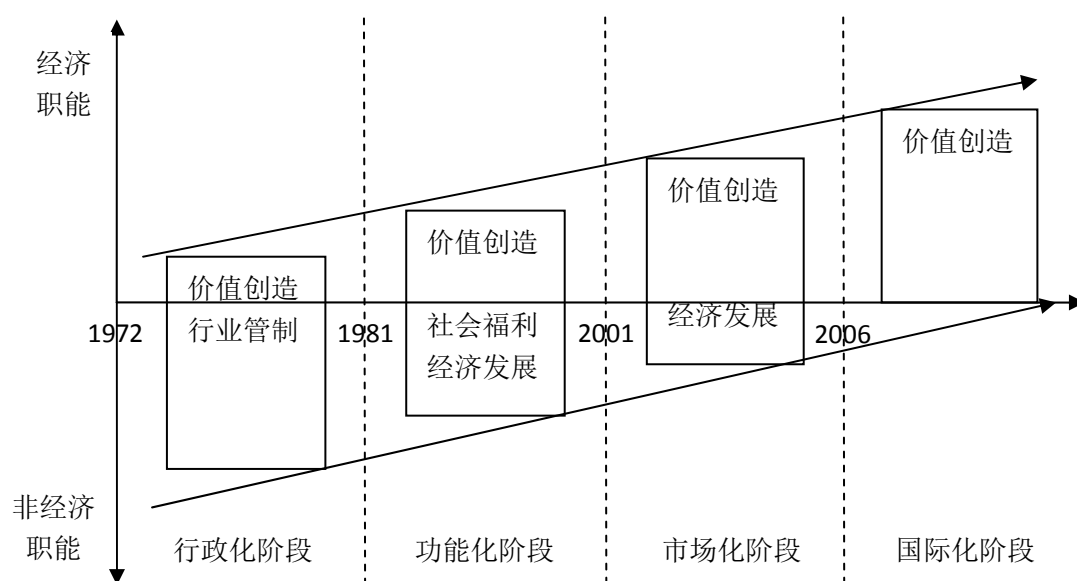 经济
职能
价值创造
价值创造
价值创造
价值创造
行业管制
社会福利
经济发展
经济发展
1972
1981
2001
2006
非经济
职能
行政化阶段
功能化阶段
市场化阶段
国际化阶段